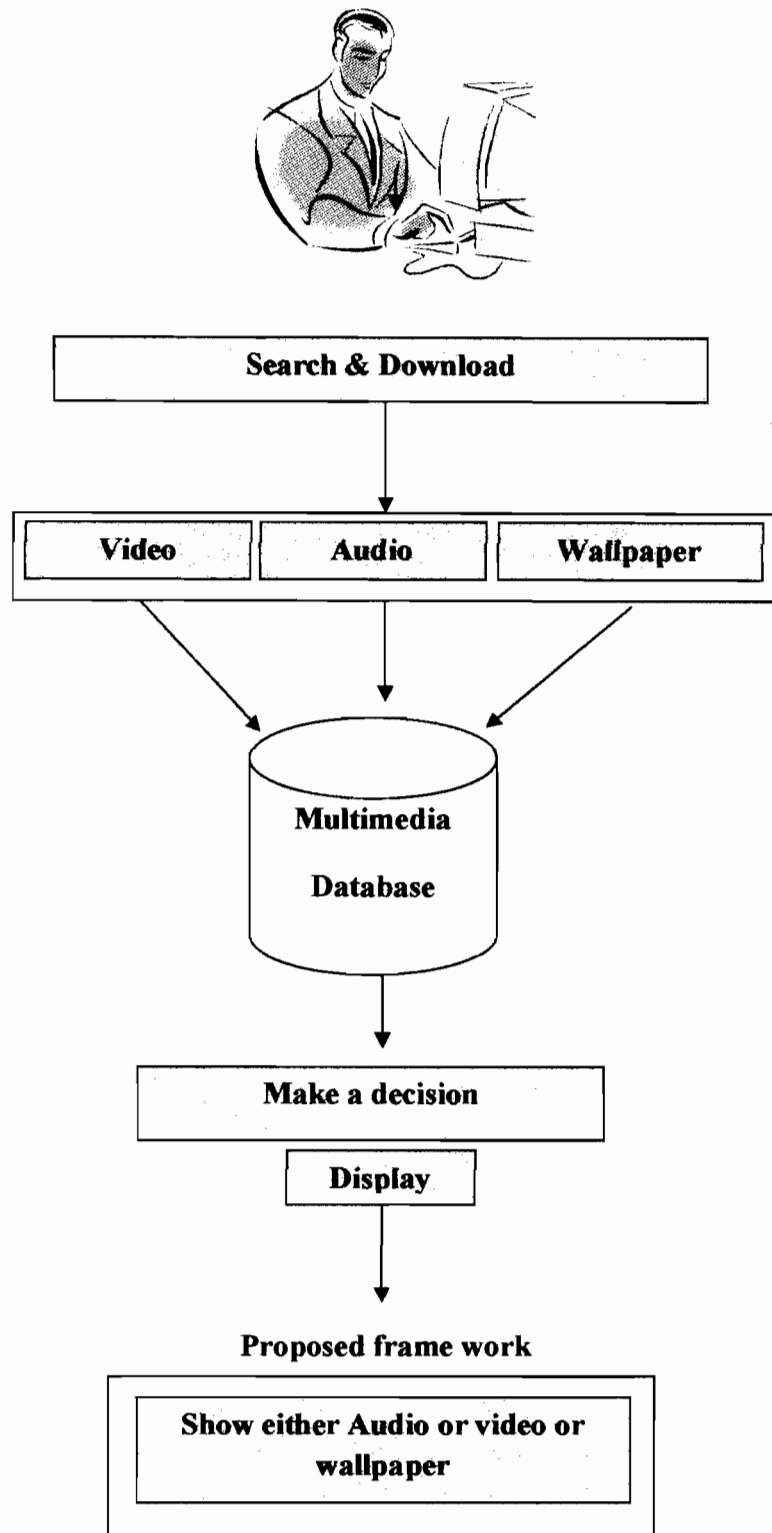 Search & Download
Video
Audio
Wallpaper
Multimedia
Database
Make a decision
Display
Proposed frame work
Show either Audio or video or
wallpaper